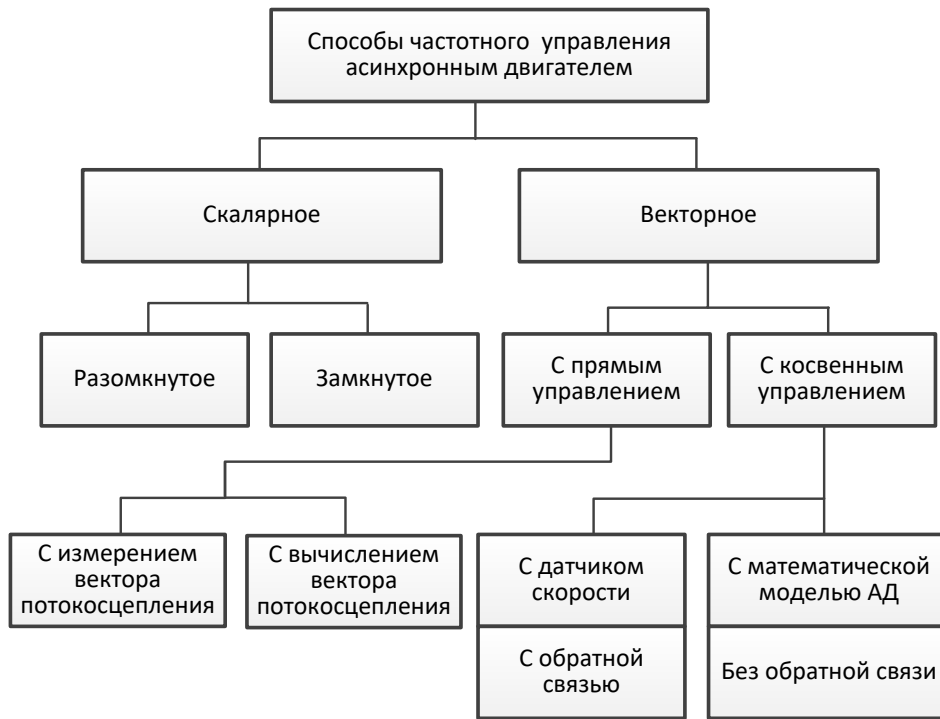 Способы частотного управления
асинхронным двигателем
Скалярное
Векторное
Разомкнутое
Замкнутое
С прямым
управлением
С косвенным
управлением
С измерением
вектора
потокосцепления
С вычислением
вектора
потокосцепления
С датчиком
скорости
С математической
моделью АД
С обратной
связью
Без обратной связи